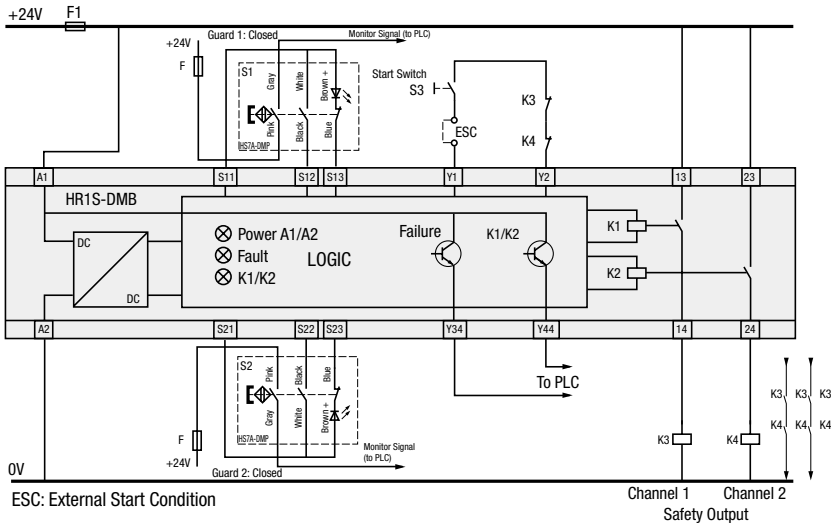 +24V F1
Guard 1: Closed
Monitor Signal (to PLC)
+24V
F
S1
Gray
White
Brown +
Pink
Black
Blue
HS7A-DMP
Start Switch
S3
ESC
K3
K4
A1 S11 S12 S13 Y1 Y2 13 23
HR1S-DMB
DC
DC
Power A1/A2
Fault
K1/K2
LOGIC
Failure
K1/K2
K1
K2
A2 S21 S22 S23 Y34 Y44 14 24
S2
Pink
Black
Blue
Gray
White
Brown +
HS7A-DMP
F
+24V
Guard 2: Closed
Monitor Signal
(to PLC)
To PLC
K3 K3 K3
K4 K4 K4
K3
K4
0V
ESC: External Start Condition
Channel 1 Channel 2
Safety Output